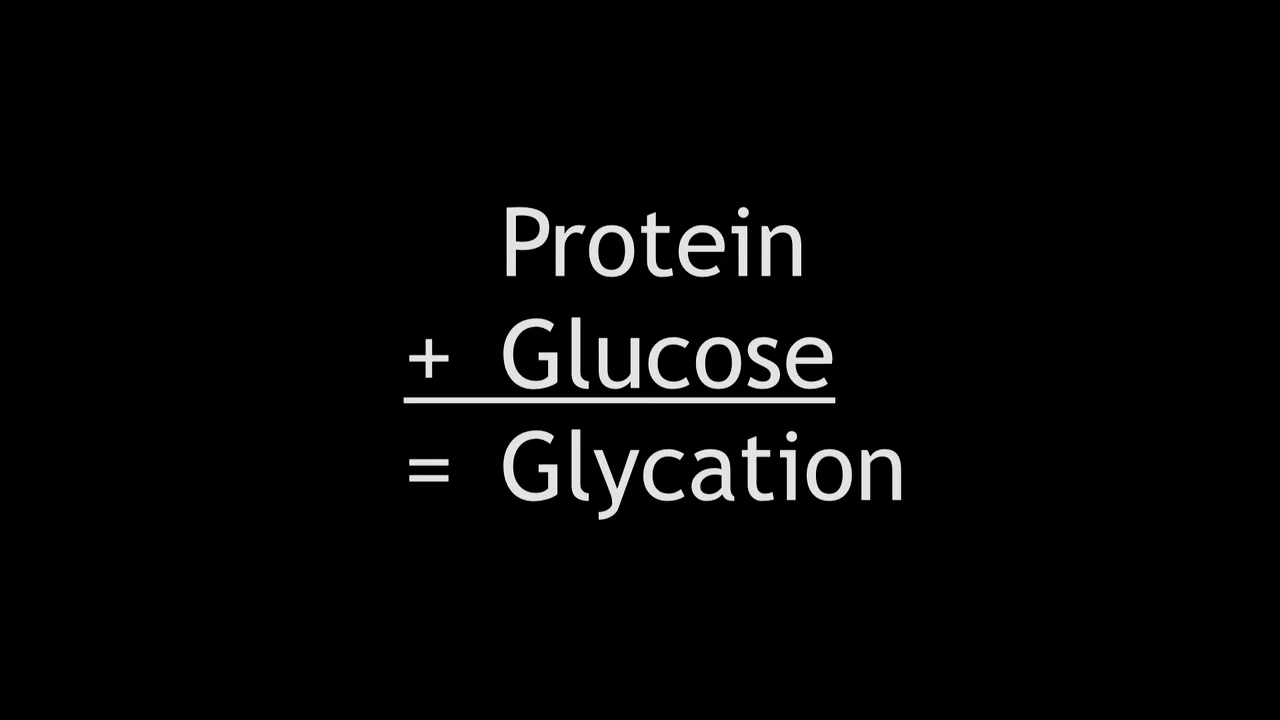 Protein
+ Glucose
= Glycation